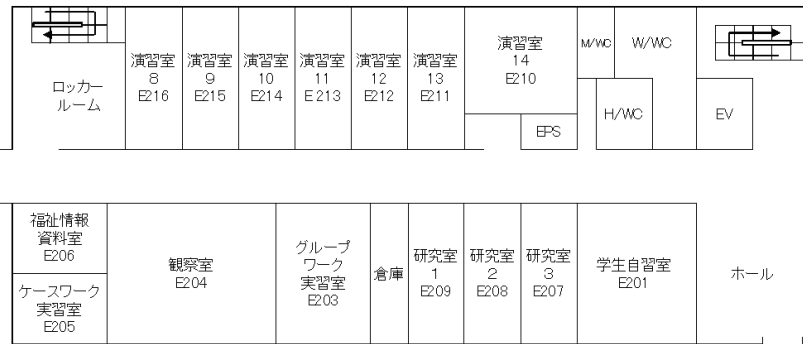 ロッカー
ルーム
演習室
8
E216
演習室
9
E215
演習室
10
E214
演習室
11
E 213
演習室
12
E212
演習室
13
E211
演習室
14
E210
EPS
M/WC
W/WC
H/WC
EV
福祉情報
資料室
E206
ケースワーク
実習室
E205
観察室
E204
グループ
ワーク
実習室
E203
倉庫
研究室
1
E209
研究室
2
E208
研究室
3
E207
学生自習室
E201
ホール